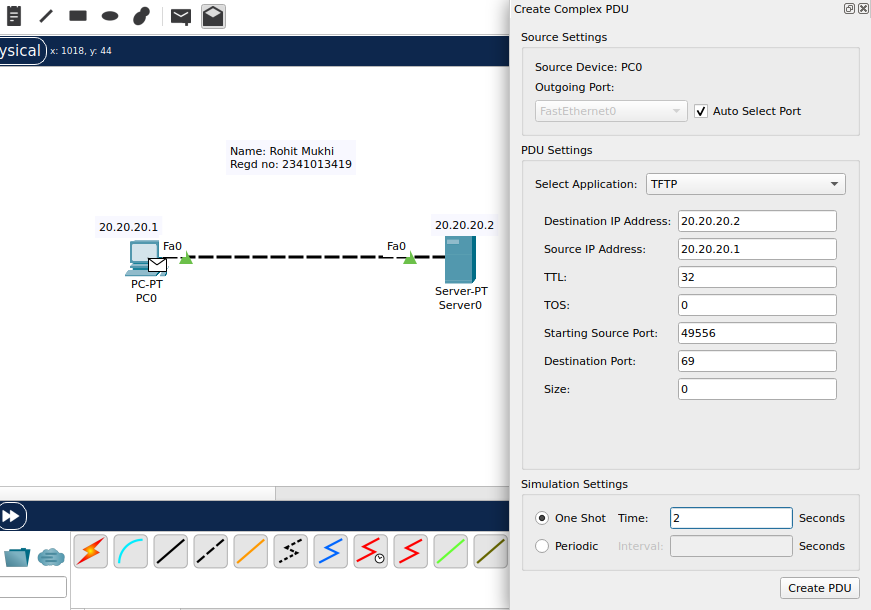 Create Complex PDU
ysical
x: 1018, y: 44
Source Settings
Source Device: PC0
Outgoing Port:
FastEthernet0
Auto Select Port
PDU Settings
Select Application: TFTP
Destination IP Address: 20.20.20.2
Source IP Address: 20.20.20.1
TTL: 32
TOS: 0
Starting Source Port: 49556
Destination Port: 69
Size: 0
Simulation Settings
One Shot Time: 2 Seconds
Periodic Interval: Seconds
Create PDU
Name: Rohit Mukhi
Regd no: 2341013419
20.20.20.1
Fa0
PC-PT
PC0
20.20.20.2
Fa0
Server-PT
Server0